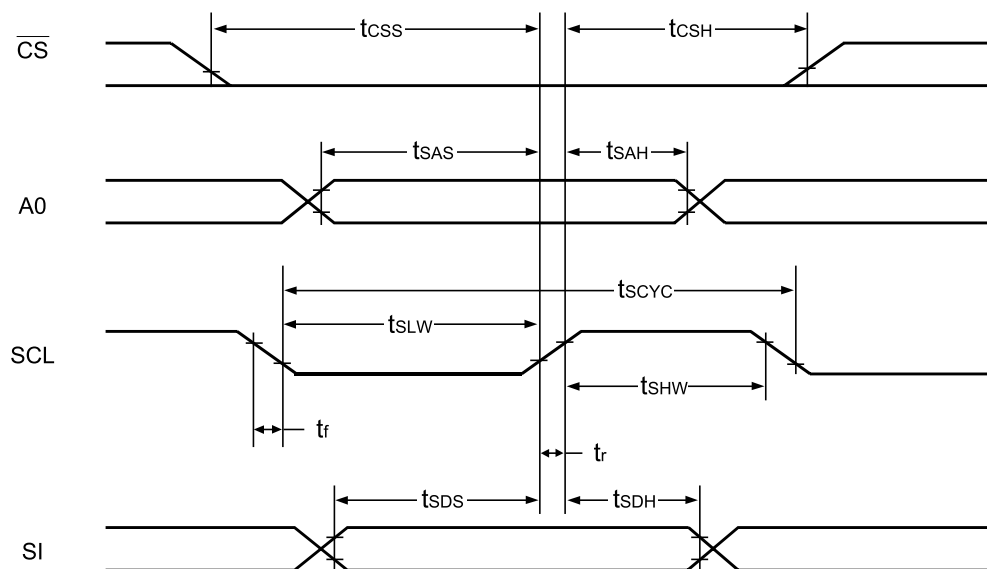 tCSS
tCSH
CS
tSAS
tSAH
A0
tSCYC
tSLW
SCL
tSHW
tf
tr
tSDS
tSDH
SI